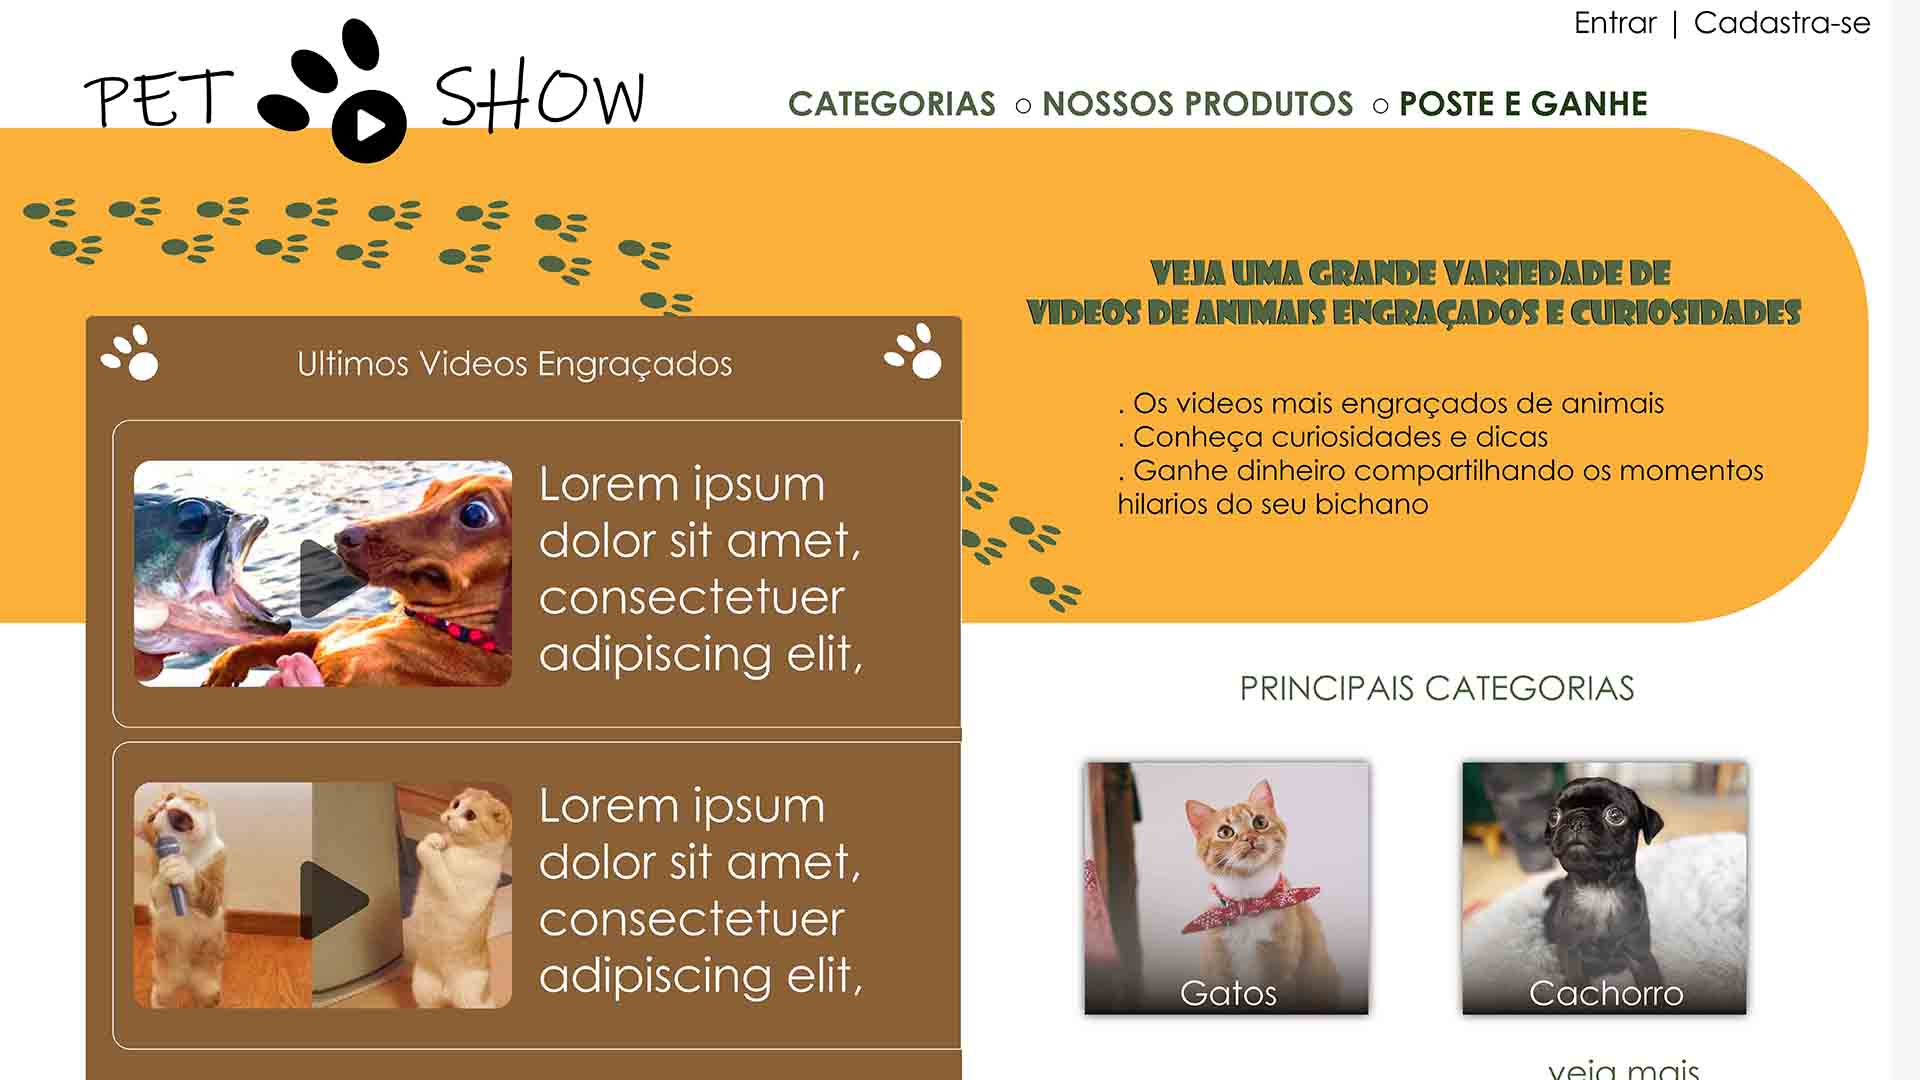 Entrar | Cadastra-se
PET SHOW
CATEGORIAS ○ NOSSOS PRODUTOS ○ POSTE E GANHE
VEJA UMA GRANDE VARIEDADE DE
VIDEOS DE ANIMAIS ENGRAÇADOS E CURIOSIDADES
. Os videos mais engraçados de animais
. Conheça curiosidades e dicas
. Ganhe dinheiro compartilhando os momentos
hilarios do seu bichano
Ultimos Videos Engraçados
Lorem ipsum
dolor sit amet,
consectetuer
adipiscing elit,
Lorem ipsum
dolor sit amet,
consectetuer
adipiscing elit,
PRINCIPAIS CATEGORIAS
Gatos
Cachorro
veja mais